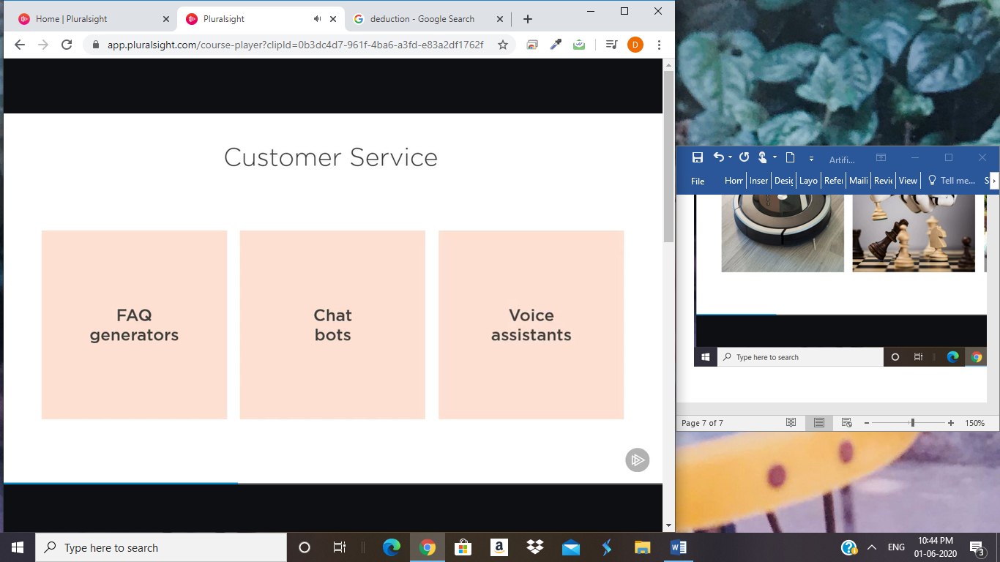 Home | Pluralsight
Pluralsight
deduction - Google Search
app.pluralsight.com/course-player?clipId=0b3dc4d7-961f-4ba6-a3fd-e83a2df1762f
D
Customer Service
FAQ
generators
Chat
bots
Voice
assistants
Artifi...
File
Hom
Inser
Desig
Layo
Refer
Maili
Revie
View
Tell me...
S
Type here to search
Page 7 of 7
150%
Type here to search
ENG
10:44 PM
01-06-2020
3